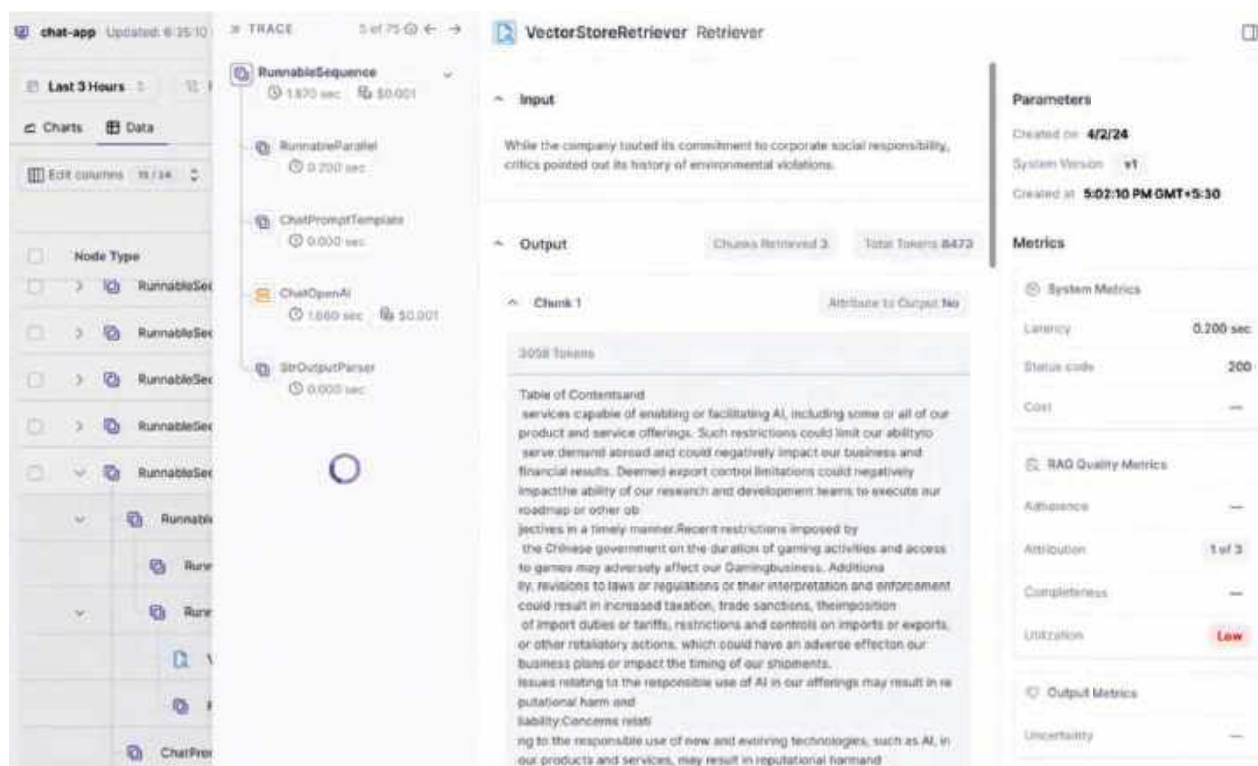 chat-app Updated: 6:25:10
Last 3 Hours
Charts Data
Edit columns
Node Type
RunnableSec
RunnableSec
RunnableSec
RunnableSec
RunnableSec
Runnable
Runn
Runn
V
ChatPron
TRACE 5 of 75
RunnableSequence
1.870 sec $0.001
RunnableParallel
0.200 sec
ChatPromptTemplate
0.000 sec
ChatOpenAI
1.660 sec $0.001
StrOutputParser
0.000 sec
VectorStoreRetriever Retriever
Input
While the company touted its commitment to corporate social responsibility,
critics pointed out its history of environmental violations.
Output Chunks Retrieved 3 Total Tokens 8473
Chunk 1 Attribute to Output No
3058 Tokens
Table of Contentsand
services capable of enabling or facilitating AI, including some or all of our
product and service offerings. Such restrictions could limit our abilityto
serve demand abroad and could negatively impact our business and
financial results. Deemed export control limitations could negatively
impactthe ability of our research and development teams to execute our
roadmap or other ob
jectives in a timely manner.Recent restrictions imposed by
the Chinese government on the duration of gaming activities and access
to games may adversely affect our Gamingbusiness. Additiona
lly, revisions to laws or regulations or their interpretation and enforcement
could result in increased taxation, trade sanctions, theimposition
of import duties or tariffs, restrictions and controls on imports or exports,
or other retaliatory actions, which could have an adverse effecton our
business plans or impact the timing of our shipments.
Issues relating to the responsible use of AI in our offerings may result in re
putational harm and
liability.Concerns relati
ng to the responsible use of new and evolving technologies, such as AI, in
our products and services, may result in reputational harmand
Parameters
Created on 4/2/24
System Version v1
Created at 5:02:10 PM GMT+5:30
Metrics
System Metrics
Latency 0.200 sec
Status code 200
Cost —
RAG Quality Metrics
Adherence —
Attribution 1 of 3
Completeness —
Utilization Low
Output Metrics
Uncertainty —